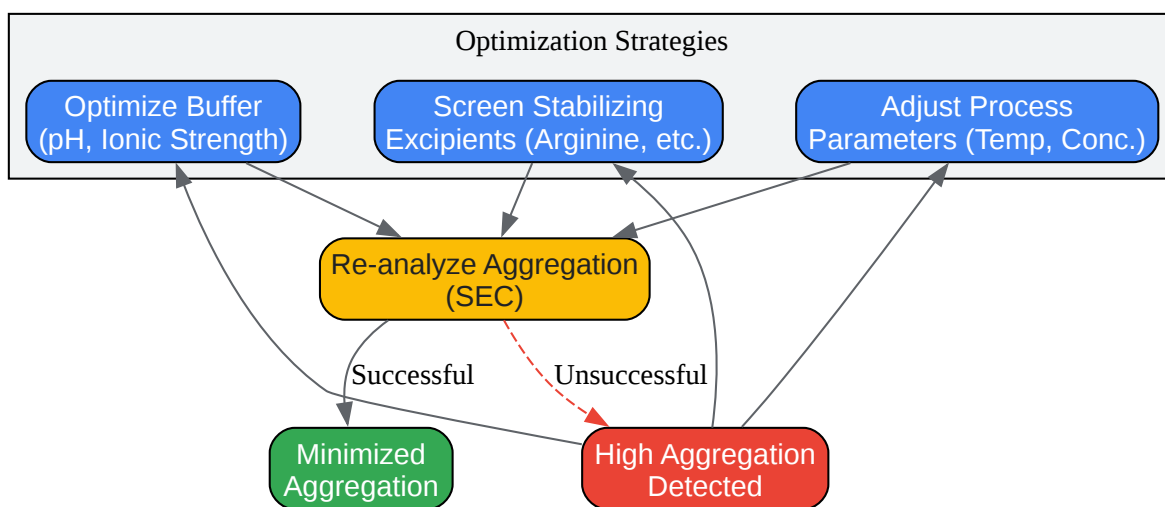 Optimization Strategies
Optimize Buffer
(pH, Ionic Strength)
Screen Stabilizing
Excipients (Arginine, etc.)
Adjust Process
Parameters (Temp, Conc.)
Re-analyze Aggregation
(SEC)
Successful
Unsuccessful
Minimized
Aggregation
High Aggregation
Detected